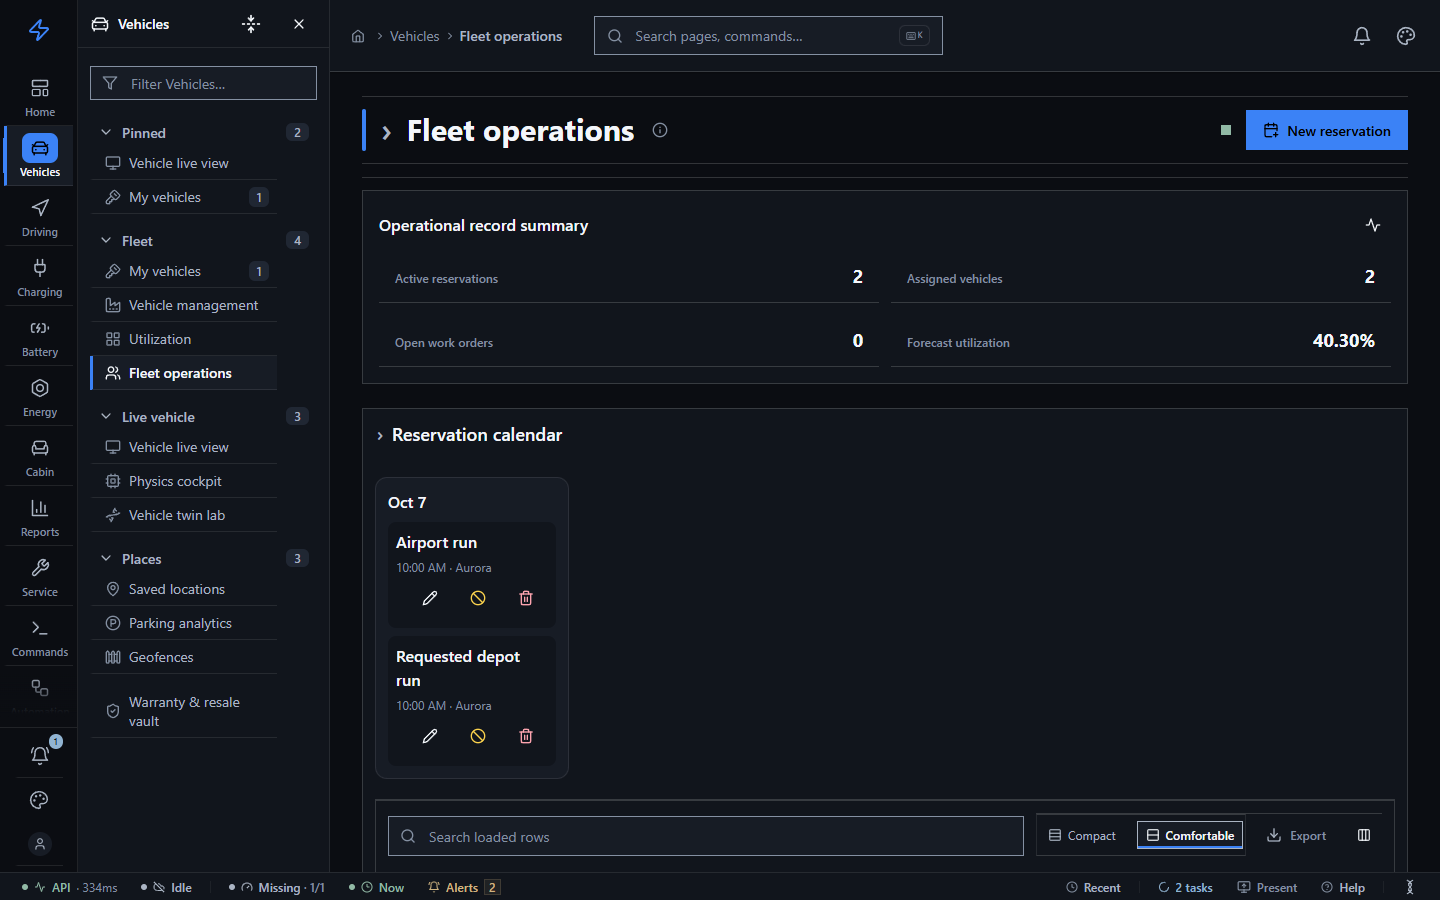 Home
Vehicles
Driving
Charging
Battery
Energy
Cabin
Reports
Service
Commands
1
Vehicles
Filter Vehicles...
Pinned 2
Vehicle live view
My vehicles 1
Fleet 4
My vehicles 1
Vehicle management
Utilization
Fleet operations
Live vehicle 3
Vehicle live view
Physics cockpit
Vehicle twin lab
Places 3
Saved locations
Parking analytics
Geofences
Warranty & resale
vault
Vehicles › Fleet operations
Search pages, commands... K
Fleet operations
New reservation
Operational record summary
Active reservations 2
Assigned vehicles 2
Open work orders 0
Forecast utilization 40.30%
Reservation calendar
Oct 7
Airport run
10:00 AM · Aurora
Requested depot
run
10:00 AM · Aurora
Search loaded rows
Compact Comfortable Export
API · 334ms Idle Missing · 1/1 Now Alerts 2 Recent 2 tasks Present Help